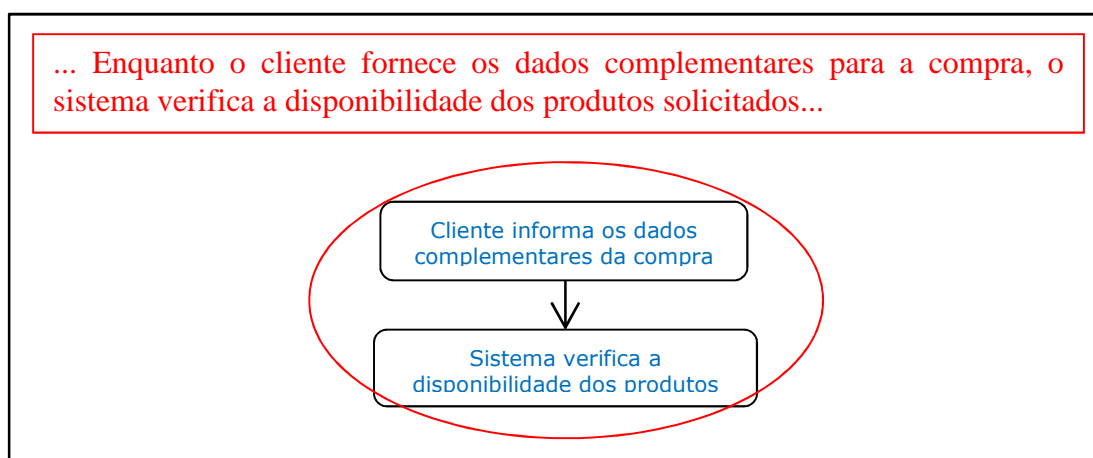 ... Enquanto o cliente fornece os dados complementares para a compra, o
sistema verifica a disponibilidade dos produtos solicitados...
Cliente informa os dados
complementares da compra
Sistema verifica a
disponibilidade dos produtos